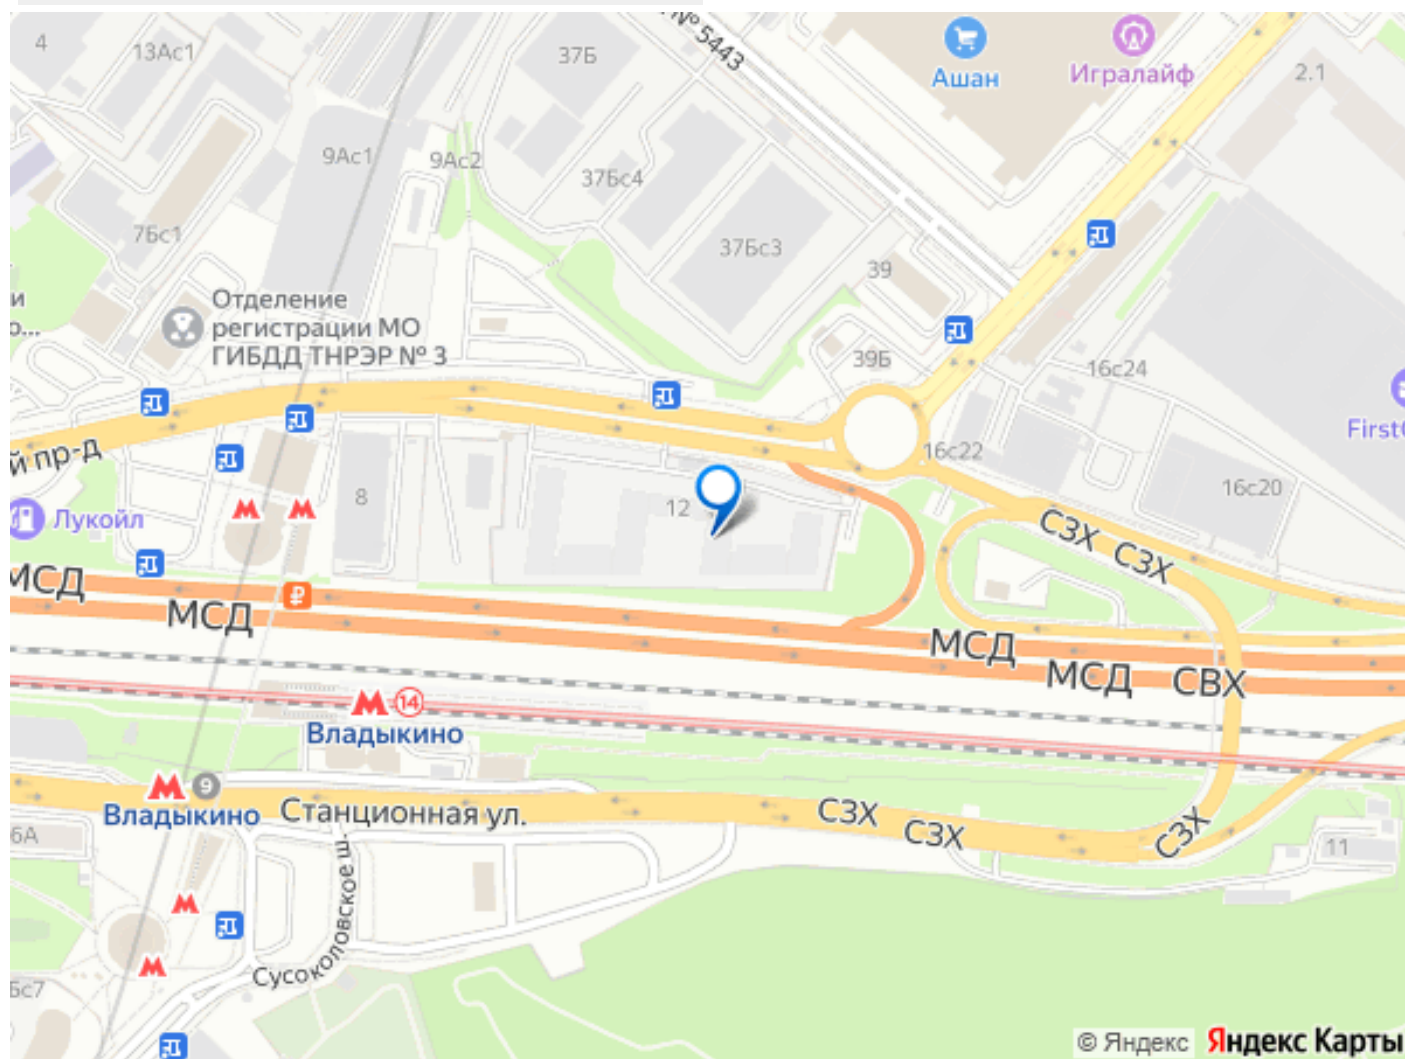 4
13Ас1
37Б
№ 5443
Ашан
Игралайф
2.1
9Ас1
9Ас2
37Бс4
7Бс1
37Бс3
39
и
о...
Отделение
регистрации МО
ГИБДД ТНРЭР № 3
39Б
16с24
First
й пр-д
16с22
8
12
16с20
Лукойл
СЗХ
СЗХ
МСД
МСД
МСД
МСД
СВХ
14
Владыкино
9
Владыкино
Станционная ул.
СЗХ
СЗХ
СЗХ
6А
11
Сусоколовское ш.
5с7
© Яндекс
Яндекс Карты